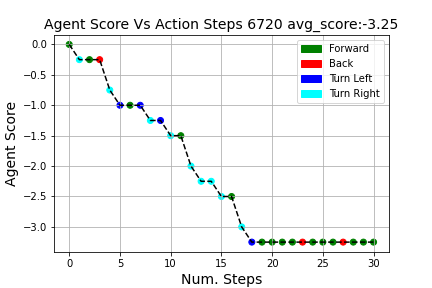 Agent Score Vs Action Steps 6720 avg_score:-3.25
Agent Score
0.0
−0.5
−1.0
−1.5
−2.0
−2.5
−3.0
Forward
Back
Turn Left
Turn Right
0 5 10 15 20 25 30
Num. Steps